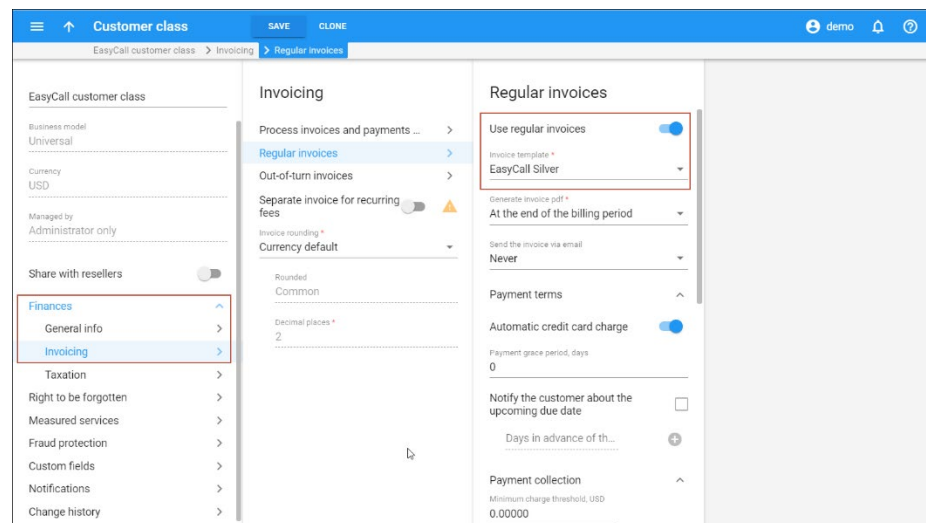 Customer class
SAVE
CLONE
demo
EasyCall customer class > Invoicing > Regular invoices
EasyCall customer class
Business model
Universal
Currency
USD
Managed by
Administrator only
Share with resellers
Finances
General info
Invoicing
Taxation
Right to be forgotten
Measured services
Fraud protection
Custom fields
Notifications
Change history
Invoicing
Process invoices and payments ...
Regular invoices
Out-of-turn invoices
Separate invoice for recurring
fees
Invoice rounding *
Currency default
Rounded
Common
Decimal places *
2
Regular invoices
Use regular invoices
Invoice template *
EasyCall Silver
Generate invoice pdf *
At the end of the billing period
Send the invoice via email
Never
Payment terms
Automatic credit card charge
Payment grace period, days
0
Notify the customer about the
upcoming due date
Days in advance of th...
Payment collection
Minimum charge threshold, USD
0.00000